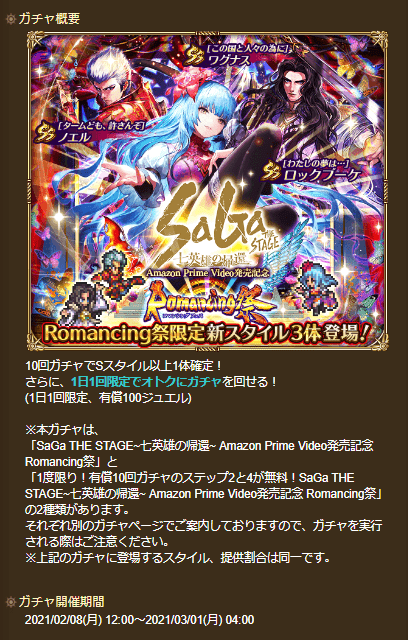 ガチャ概要
[この国と人々の為に]
SS ワグナス
[タームども、許さんぞ]
SS ノエル
[わたしの夢は…]
SS ロックブーケ
SaGa
THE STAGE
七英雄の帰還
Amazon Prime Video発売記念
Romancing祭
Romancing祭限定 新スタイル3体 登場！
10回ガチャでSスタイル以上1体確定！
さらに、1日1回限定でオトクにガチャを回せる！
(1日1回限定、有償100ジュエル)
※本ガチャは、
「SaGa THE STAGE~七英雄の帰還~ Amazon Prime Video発売記念
Romancing祭」と
「1度限り！有償10回ガチャのステップ2と4が無料！SaGa THE
STAGE~七英雄の帰還~ Amazon Prime Video発売記念 Romancing祭」
の2種類があります。
それぞれ別のガチャページでご案内しておりますので、ガチャを実行
される際はご注意ください。
※上記のガチャに登場するスタイル、提供割合は同一です。
ガチャ開催期間
2021/02/08(月) 12:00～2021/03/01(月) 04:00